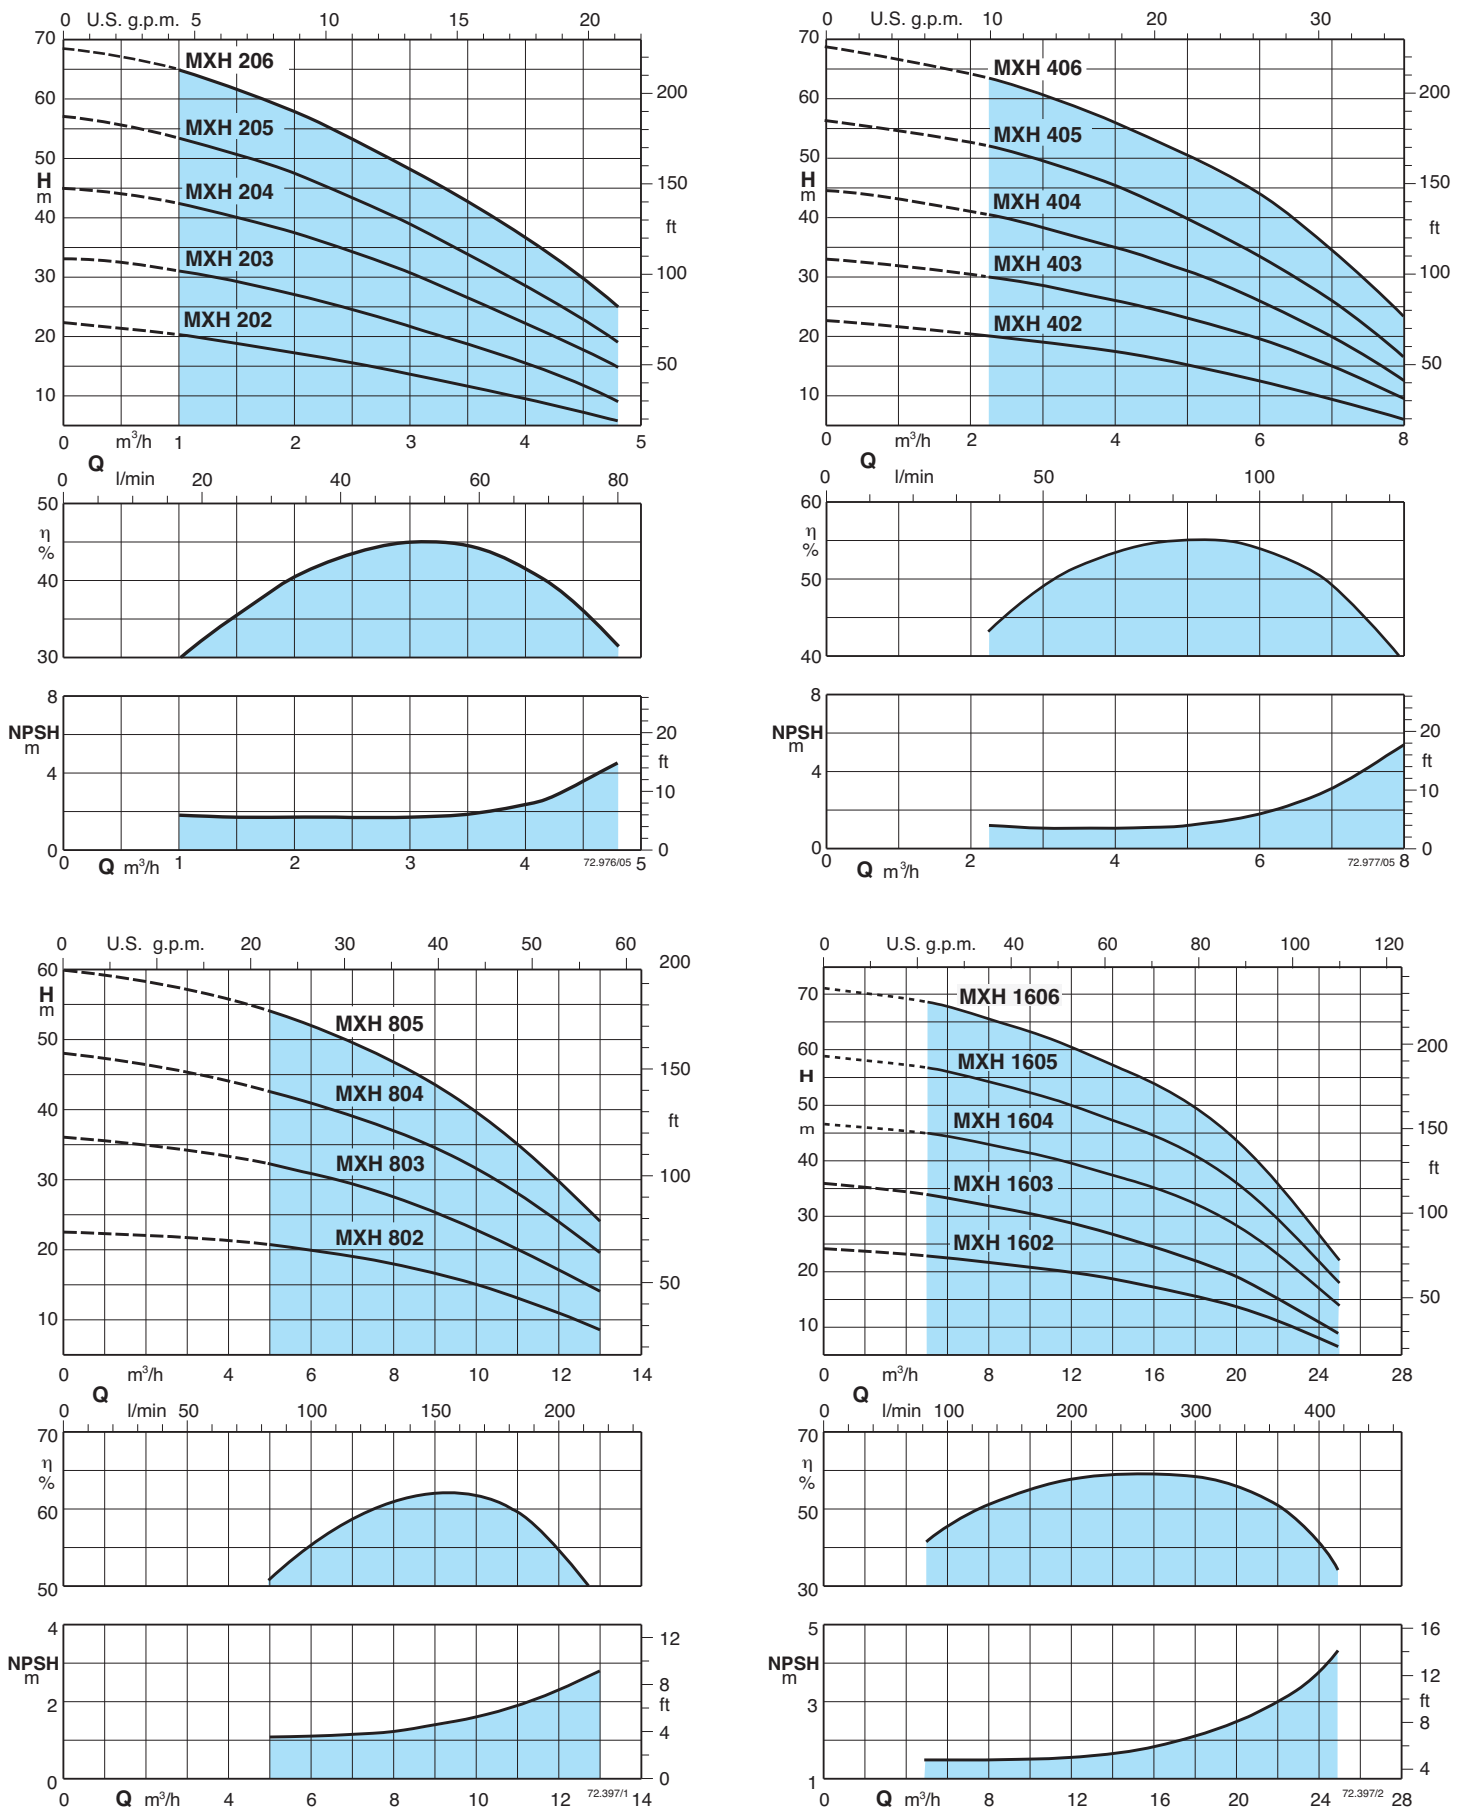 0 U.S. g.p.m. 5 10 15 20
70
60
50
H
m
40
30
20
10
MXH 206
MXH 205
MXH 204
MXH 203
MXH 202
200
150
ft
100
50
0 m³/h 1 2 3 4 5
Q
0 l/min 20 40 60 80
50
η
%
40
30
8
NPSH
m
4
0
20
ft
10
0
0 Q m³/h 1 2 3 4 72.976/05 5
0 U.S. g.p.m. 10 20 30
70
60
50
H
m
40
30
20
10
MXH 406
MXH 405
MXH 404
MXH 403
MXH 402
200
150
ft
100
50
0 m³/h 2 4 6 8
Q
0 l/min 50 100
60
η
%
50
40
8
NPSH
m
4
0
20
ft
10
0
0 Q m³/h 2 4 6 72.977/05 8
0 U.S. g.p.m. 20 30 40 50 60
60
H
m
50
40
30
20
10
MXH 805
MXH 804
MXH 803
MXH 802
200
150
ft
100
50
0 m³/h 4 6 8 10 12 14
Q
0 l/min 50 100 150 200
70
η
%
60
50
4
NPSH
m
2
0
12
8
ft
4
0
0 Q m³/h 4 6 8 10 12 72.397/1 14
0 U.S. g.p.m. 40 60 80 100 120
70
60
H
50
m
40
30
20
10
MXH 1606
MXH 1605
MXH 1604
MXH 1603
MXH 1602
200
150
ft
100
50
0 m³/h 8 12 16 20 24 28
Q
0 l/min 100 200 300 400
70
η
%
50
30
5
NPSH
m
3
1
16
12
ft
8
4
0 Q m³/h 8 12 16 20 24 72.397/2 28